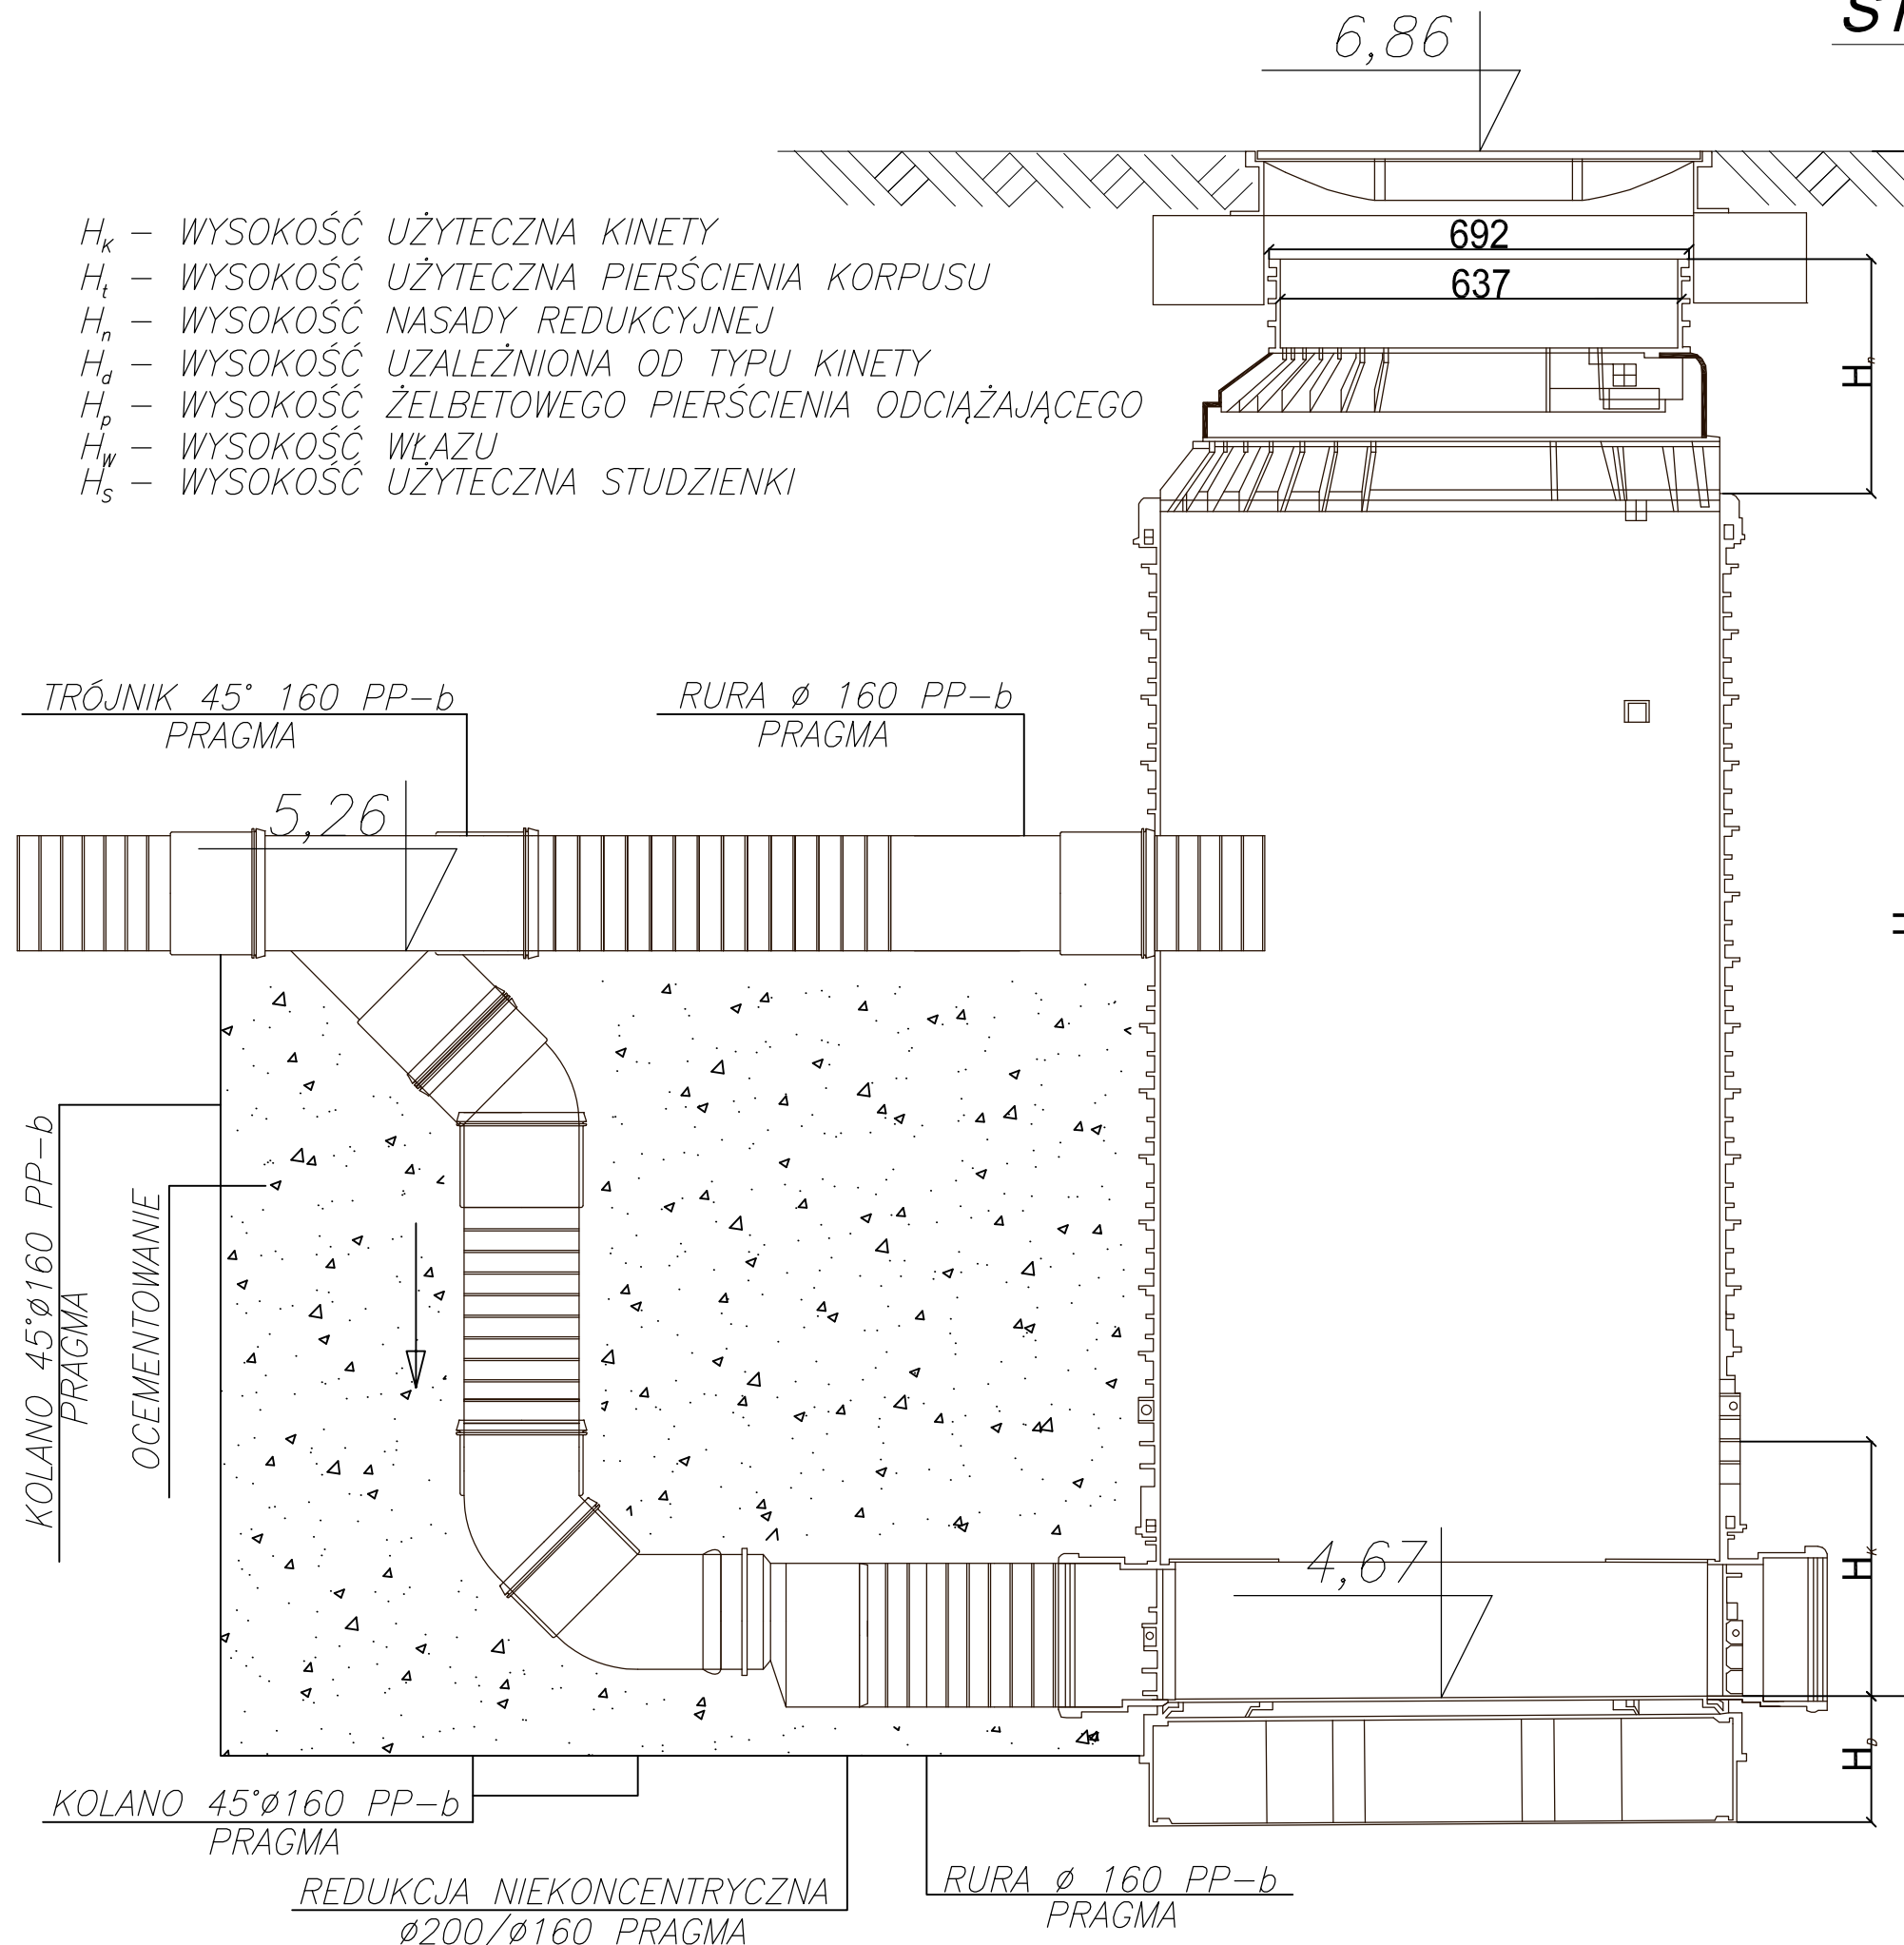 6,86
H_K – WYSOKOŚĆ UŻYTECZNA KINETY
H_t – WYSOKOŚĆ UŻYTECZNA PIERŚCIENIA KORPUSU
H_n – WYSOKOŚĆ NASADY REDUKCYJNEJ
H_d – WYSOKOŚĆ UZALEŻNIONA OD TYPU KINETY
H_p – WYSOKOŚĆ ŻELBETOWEGO PIERŚCIENIA ODCIĄŻAJĄCEGO
H_W – WYSOKOŚĆ WŁAZU
H_S – WYSOKOŚĆ UŻYTECZNA STUDZIENKI
692
637
H_n
TRÓJNIK 45° 160 PP-b
PRAGMA
RURA ø 160 PP-b
PRAGMA
5,26
KOLANO 45°ø160 PP-b
PRAGMA
OCEMENTOWANIE
4,67
H_K
H_D
KOLANO 45°ø160 PP-b
PRAGMA
REDUKCJA NIEKONCENTRYCZNA
ø200/ø160 PRAGMA
RURA ø 160 PP-b
PRAGMA